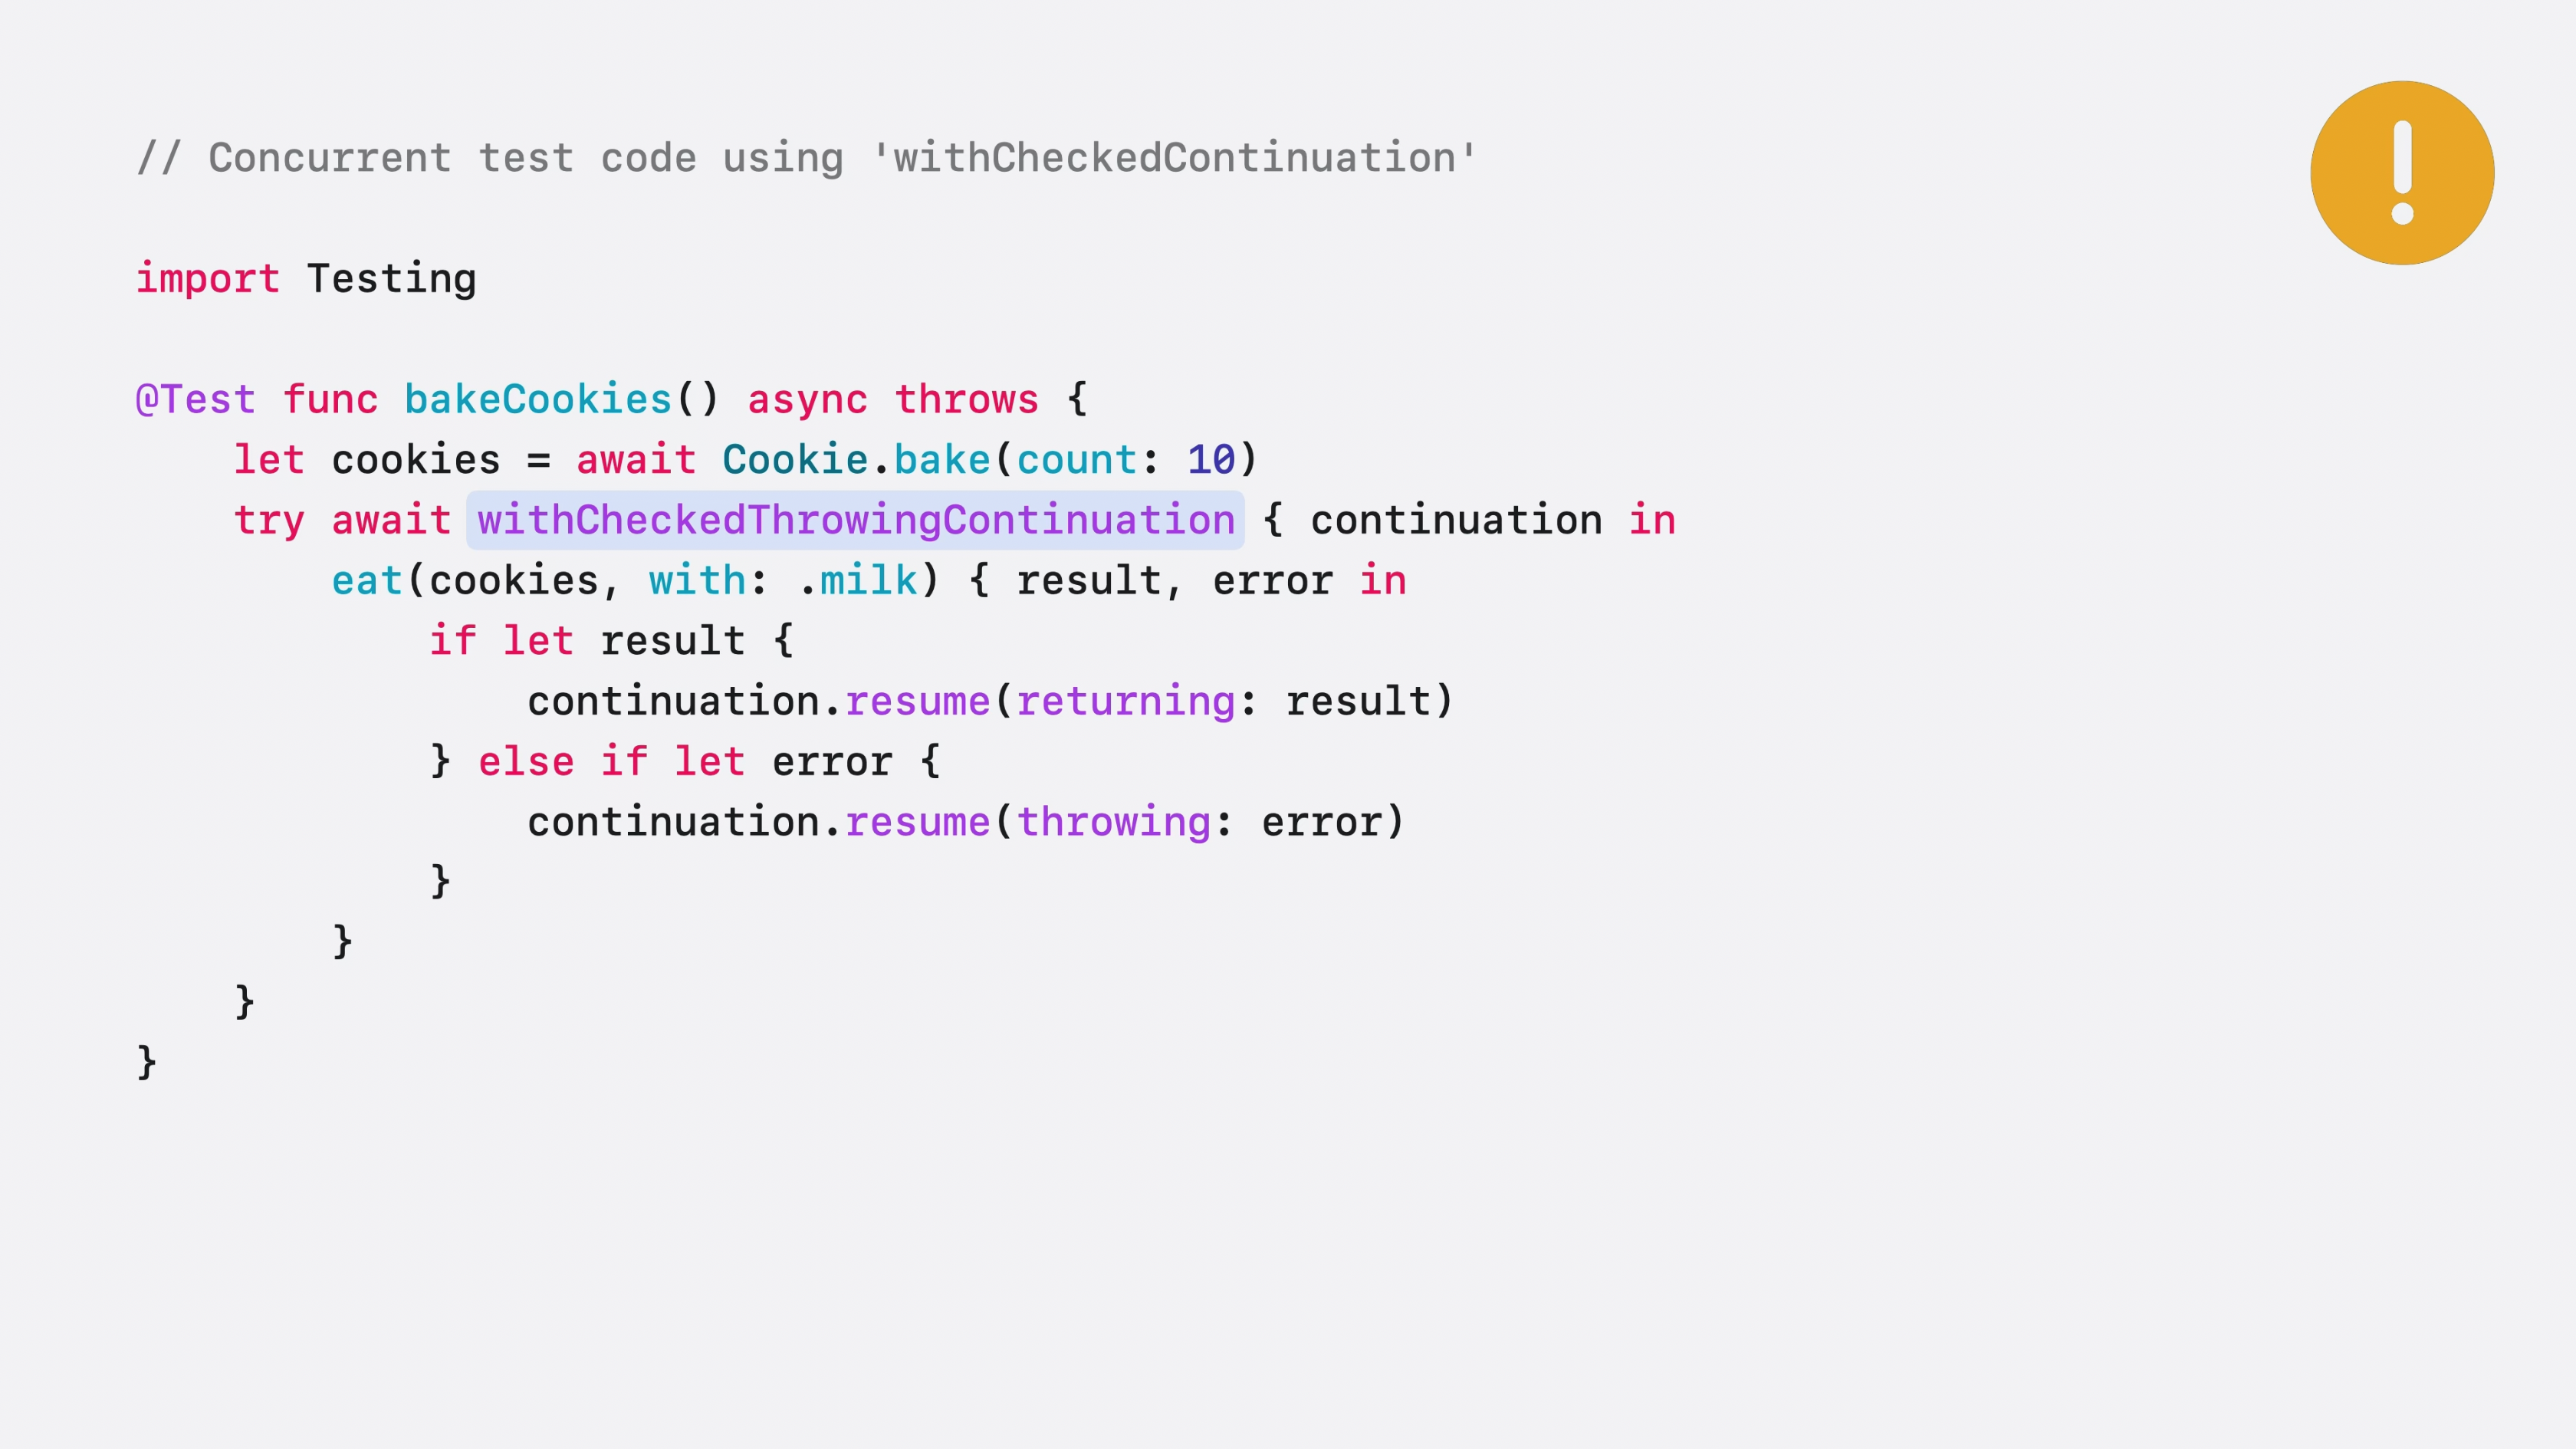 // Concurrent test code using 'withCheckedContinuation'
import Testing
@Test func bakeCookies() async throws {
    let cookies = await Cookie.bake(count: 10)
    try await withCheckedThrowingContinuation { continuation in
        eat(cookies, with: .milk) { result, error in
            if let result {
                continuation.resume(returning: result)
            } else if let error {
                continuation.resume(throwing: error)
            }
        }
    }
}